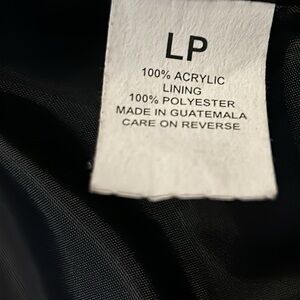 LP
100% ACRYLIC
LINING
100% POLYESTER
MADE IN GUATEMALA
CARE ON REVERSE